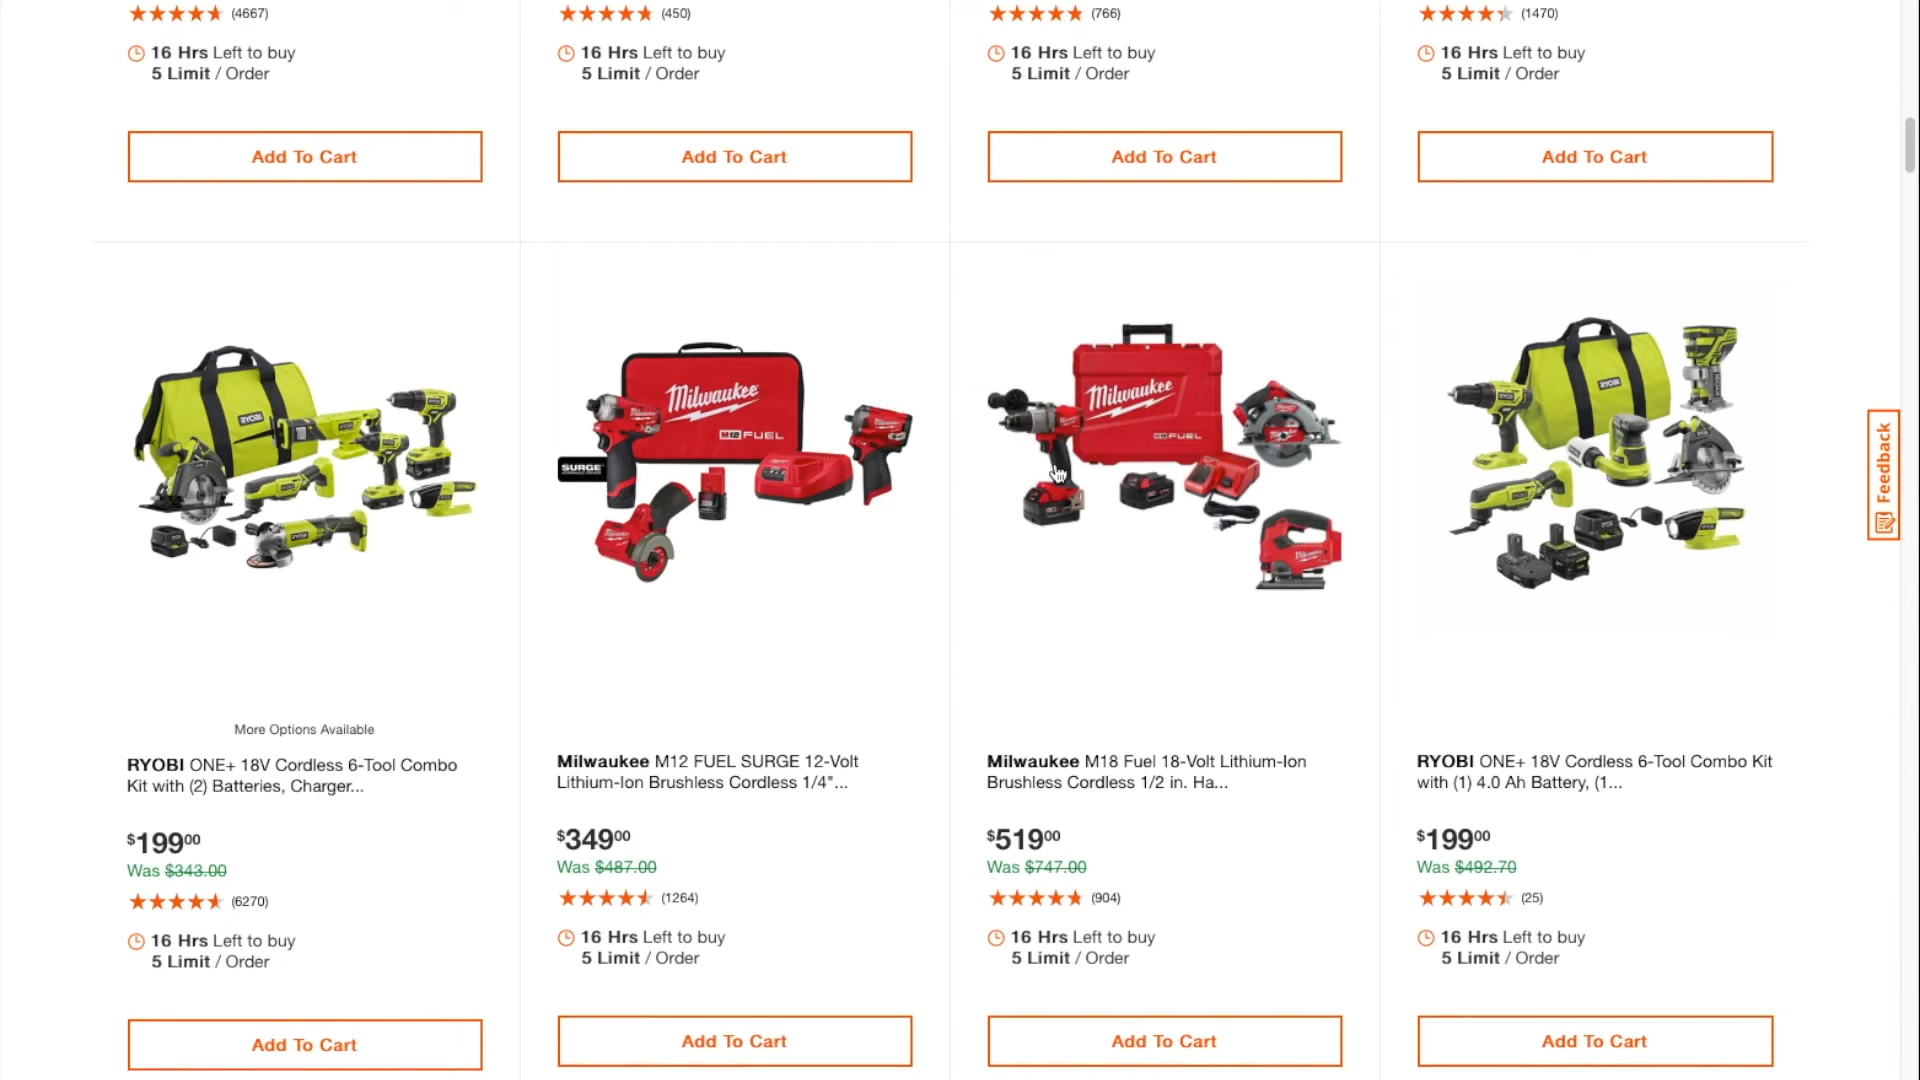 (4667)
(450)
(766)
(1470)
16 Hrs Left to buy
5 Limit / Order
16 Hrs Left to buy
5 Limit / Order
16 Hrs Left to buy
5 Limit / Order
16 Hrs Left to buy
5 Limit / Order
Add To Cart
Add To Cart
Add To Cart
Add To Cart
RYOBI
Milwaukee
M12 FUEL
SURGE
Milwaukee
FUEL
RYOBI
Feedback
More Options Available
RYOBI ONE+ 18V Cordless 6-Tool Combo
Kit with (2) Batteries, Charger...
$19900
Was $343.00
(6270)
16 Hrs Left to buy
5 Limit / Order
Add To Cart
Milwaukee M12 FUEL SURGE 12-Volt
Lithium-Ion Brushless Cordless 1/4"...
$34900
Was $487.00
(1264)
16 Hrs Left to buy
5 Limit / Order
Add To Cart
Milwaukee M18 Fuel 18-Volt Lithium-Ion
Brushless Cordless 1/2 in. Ha...
$51900
Was $747.00
(904)
16 Hrs Left to buy
5 Limit / Order
Add To Cart
RYOBI ONE+ 18V Cordless 6-Tool Combo Kit
with (1) 4.0 Ah Battery, (1...
$19900
Was $492.70
(25)
16 Hrs Left to buy
5 Limit / Order
Add To Cart